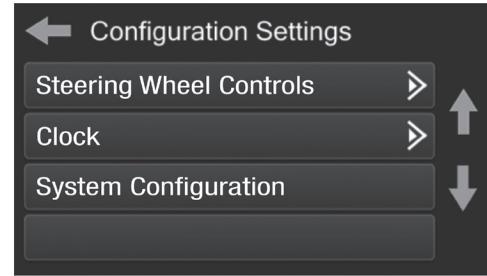 Configuration Settings
Steering Wheel Controls
Clock
System Configuration